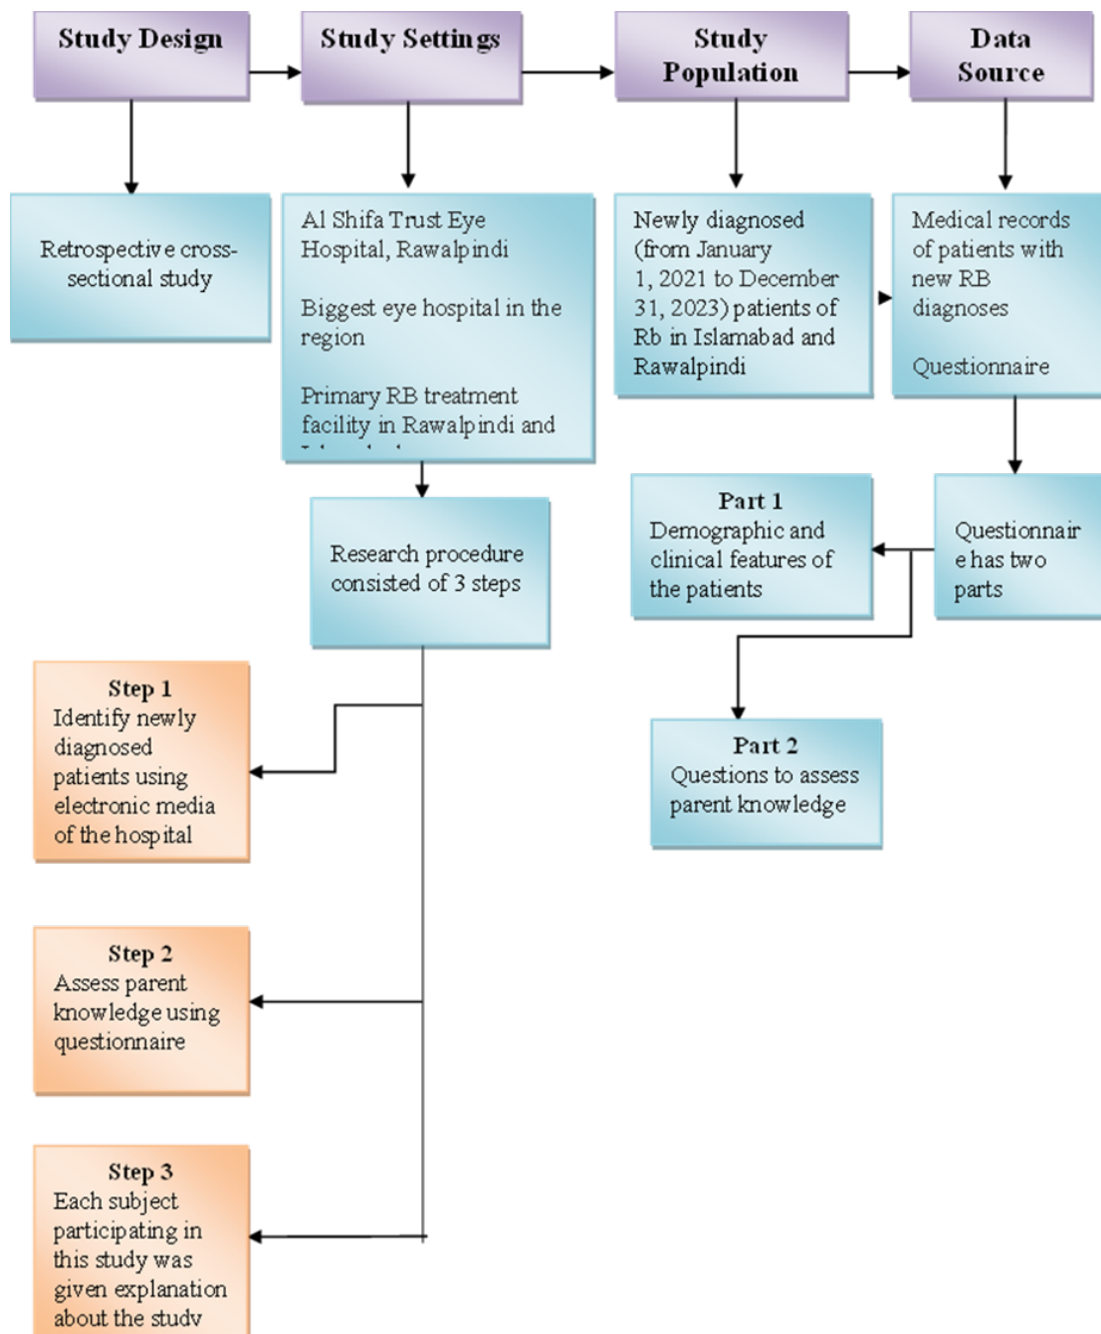 Study Design
Study Settings
Study
Population
Data
Source
Retrospective cross-
sectional study
Al Shifa Trust Eye
Hospital, Rawalpindi
Biggest eye hospital in the
region
Primary RB treatment
facility in Rawalpindi and
Newly diagnosed
(from January
1, 2021 to December
31, 2023) patients of
Rb in Islamabad and
Rawalpindi
Medical records
of patients with
new RB
diagnoses
Questionnaire
Research procedure
consisted of 3 steps
Part 1
Demographic and
clinical features of
the patients
Questionnair
e has two
parts
Part 2
Questions to assess
parent knowledge
Step 1
Identify newly
diagnosed
patients using
electronic media
of the hospital
Step 2
Assess parent
knowledge using
questionnaire
Step 3
Each subject
participating in
this study was
given explanation
about the study